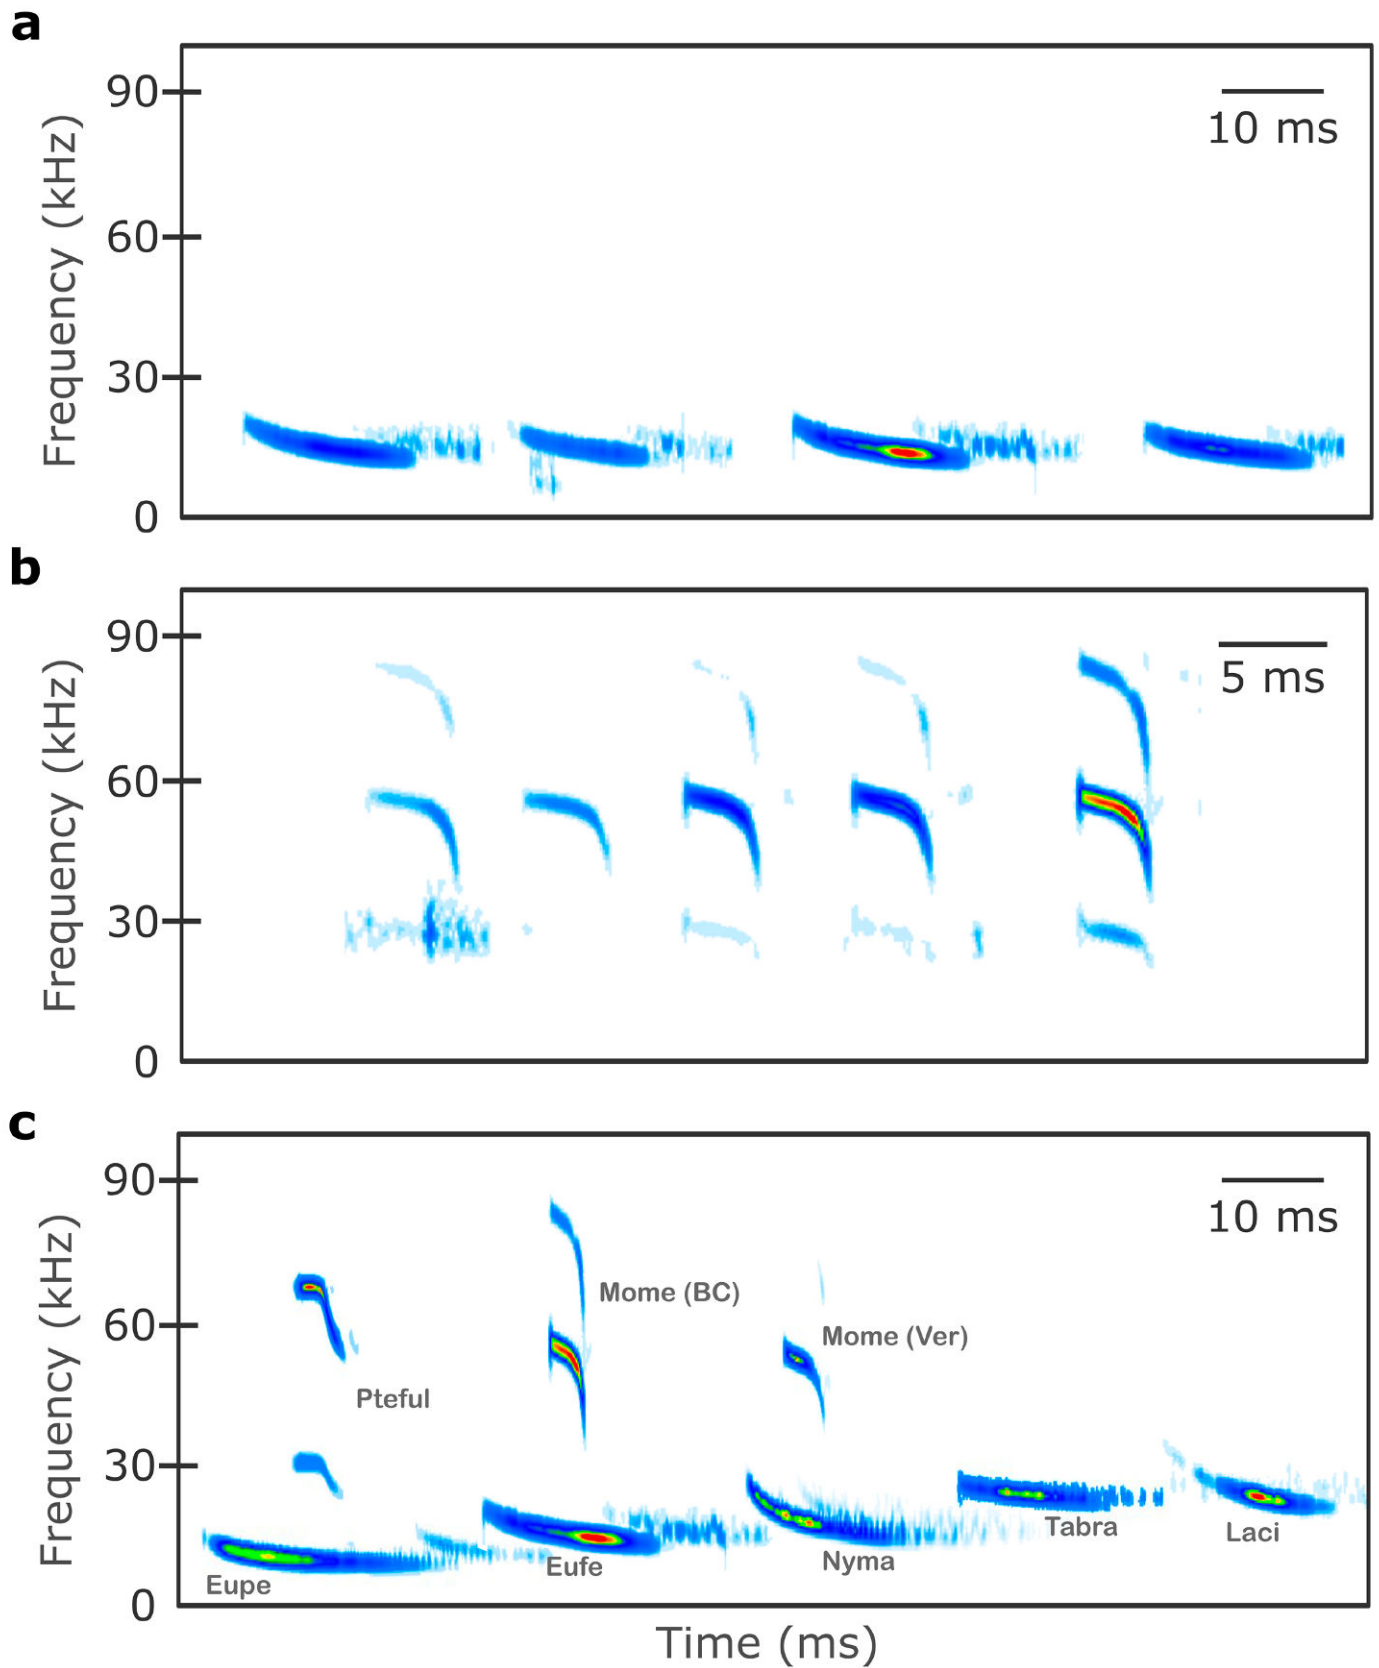 a
90
60
30
0
Frequency (kHz)
10 ms
b
90
60
30
0
Frequency (kHz)
5 ms
c
90
60
30
0
Frequency (kHz)
10 ms
Mome (BC)
Mome (Ver)
Pteful
Tabra
Laci
Nyma
Eufe
Eupe
Time (ms)